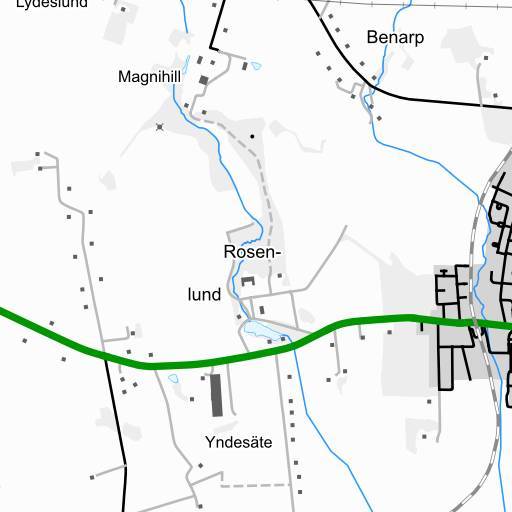 Lydeslund
Benarp
Magnihill
Rosen-
lund
Yndesäte